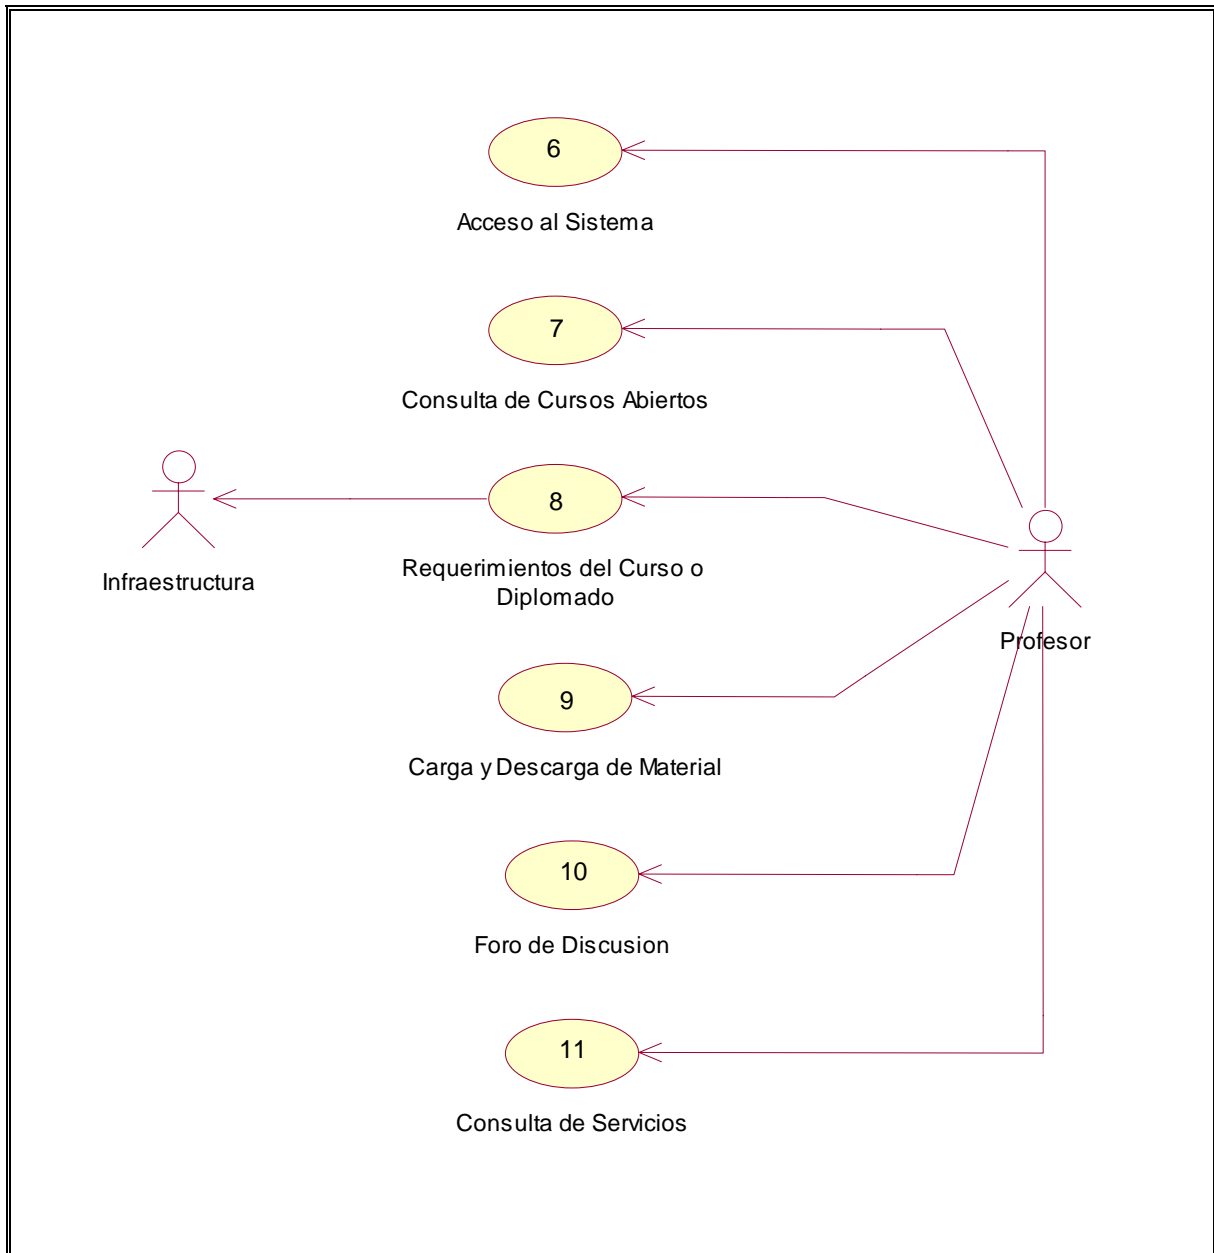 6
Acceso al Sistema
7
Consulta de Cursos Abiertos
8
Requerimientos del Curso o
Diplomado
Infraestructura
Profesor
9
Carga y Descarga de Material
10
Foro de Discusion
11
Consulta de Servicios